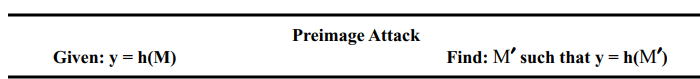 Preimage Attack
Given: y = h(M) Find: M′ such that y = h(M′)